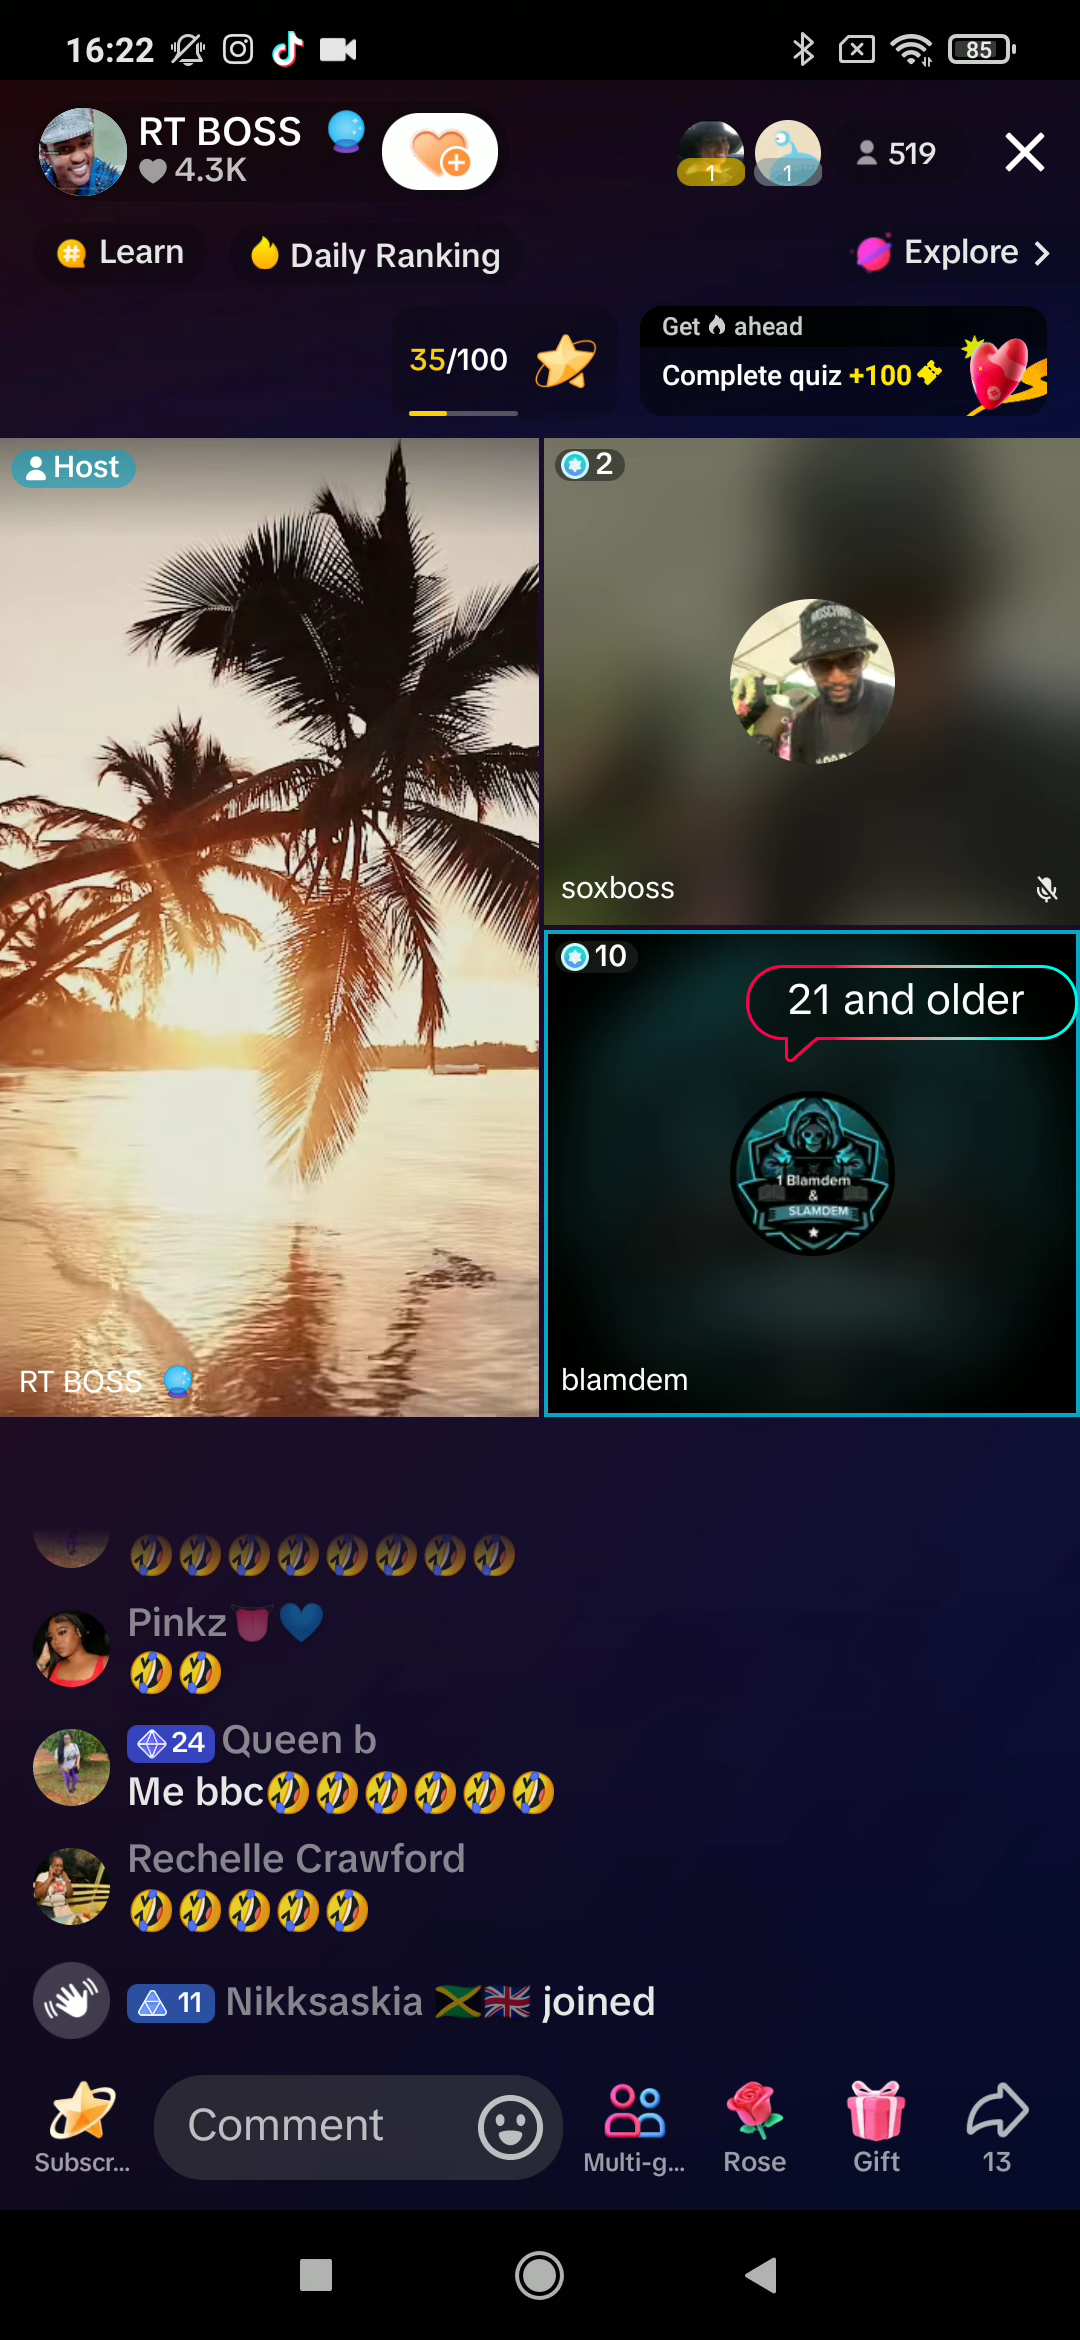 16:22
85
RT BOSS
4.3K
1
1
519
Learn
Daily Ranking
Explore
35/100
Get ahead
Complete quiz +100
Host
2
MOSCHINO
soxboss
10
21 and older
1 Blamdem
&
SLAMDEM
RT BOSS
blamdem
Pinkz
24 Queen b
Me bbc
Rechelle Crawford
11 Nikksaskia joined
Comment
Subscr...
Multi-g...
Rose
Gift
13